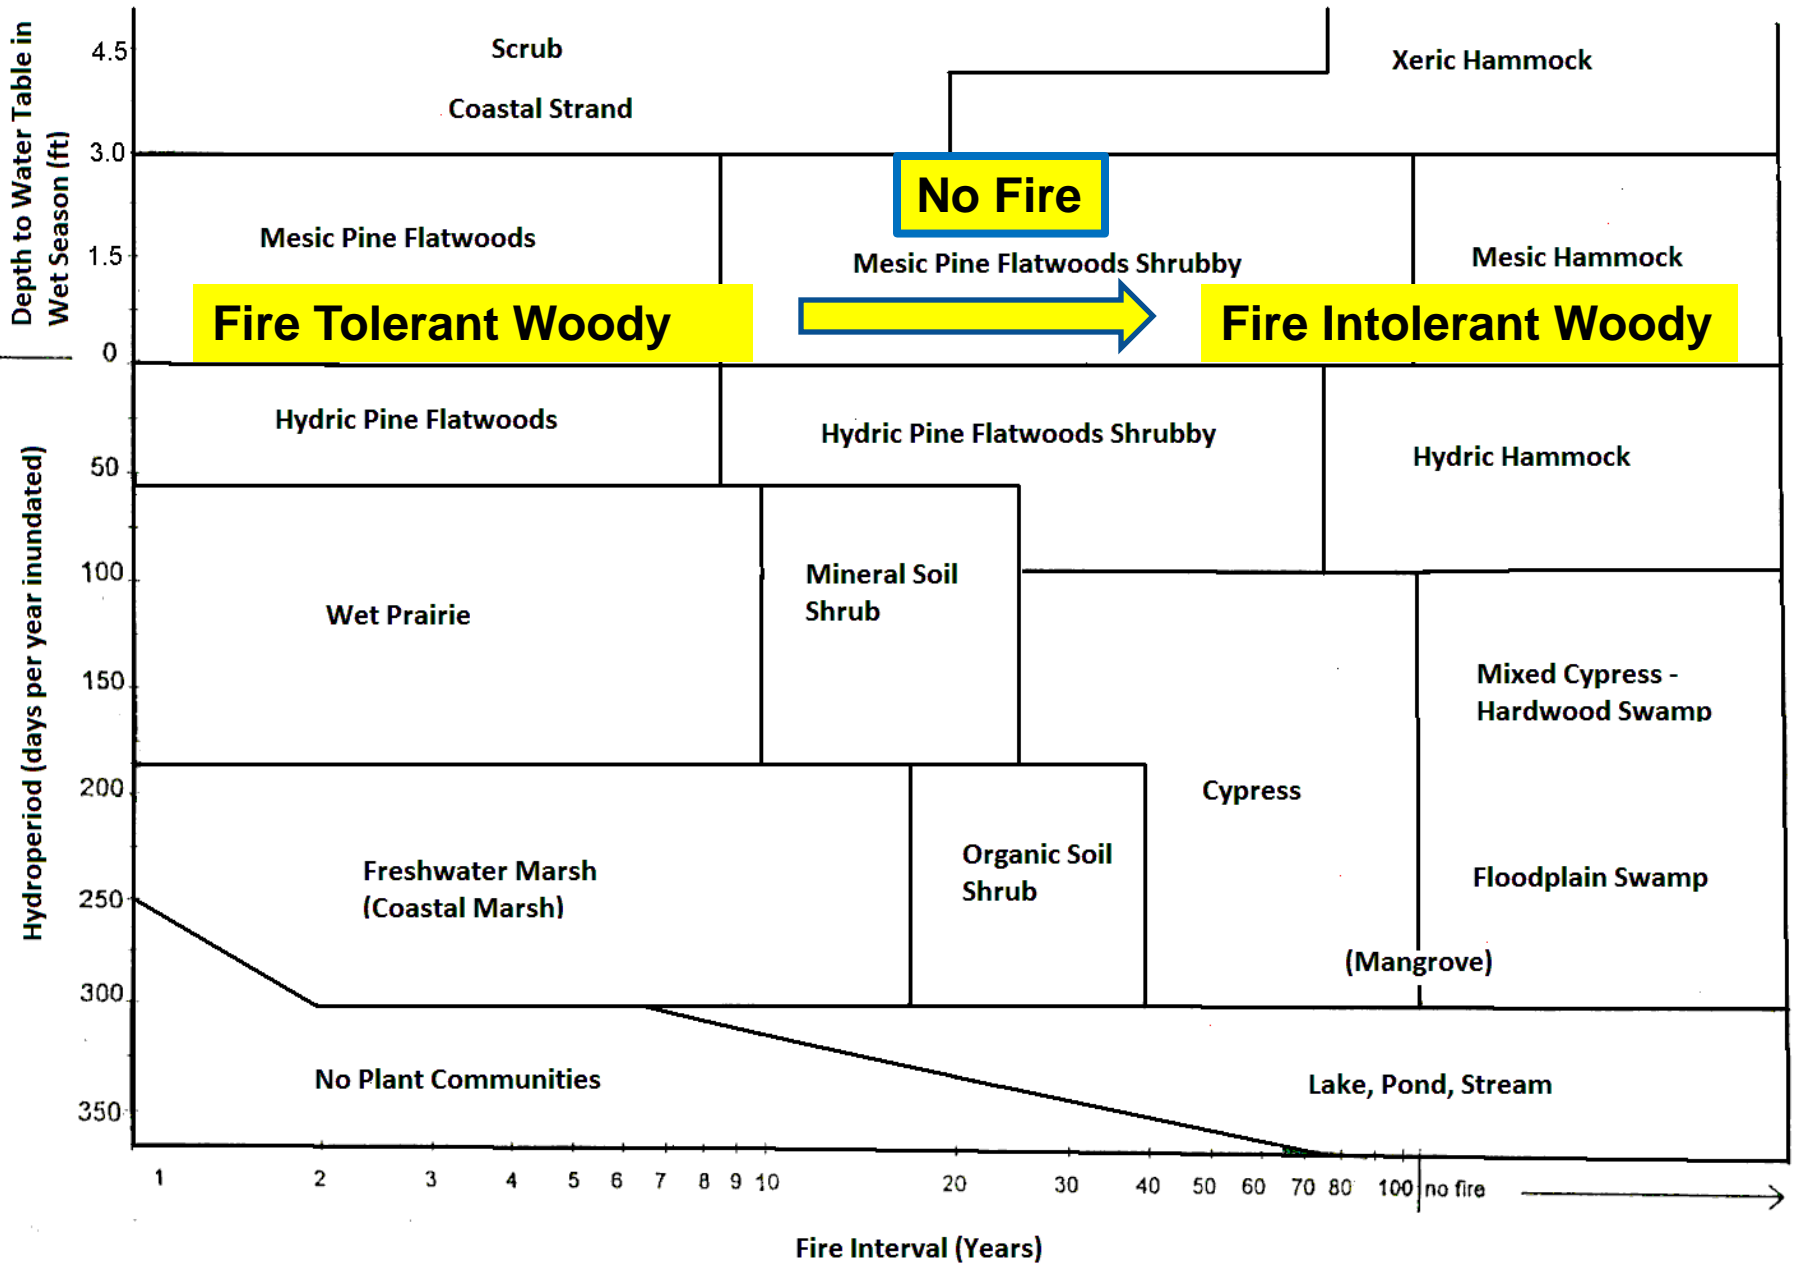 Depth to Water Table in
Wet Season (ft)
4.5
3.0
1.5
0
Scrub
Coastal Strand
Xeric Hammock
No Fire
Mesic Pine Flatwoods
Mesic Pine Flatwoods Shrubby
Mesic Hammock
Fire Tolerant Woody
Fire Intolerant Woody
Hydroperiod (days per year inundated)
50
100
150
200
250
300
350
Hydric Pine Flatwoods
Hydric Pine Flatwoods Shrubby
Hydric Hammock
Wet Prairie
Mineral Soil
Shrub
Mixed Cypress -
Hardwood Swamp
Cypress
Freshwater Marsh
(Coastal Marsh)
Organic Soil
Shrub
Floodplain Swamp
(Mangrove)
No Plant Communities
Lake, Pond, Stream
1 2 3 4 5 6 7 8 9 10 20 30 40 50 60 70 80 100 no fire
Fire Interval (Years)